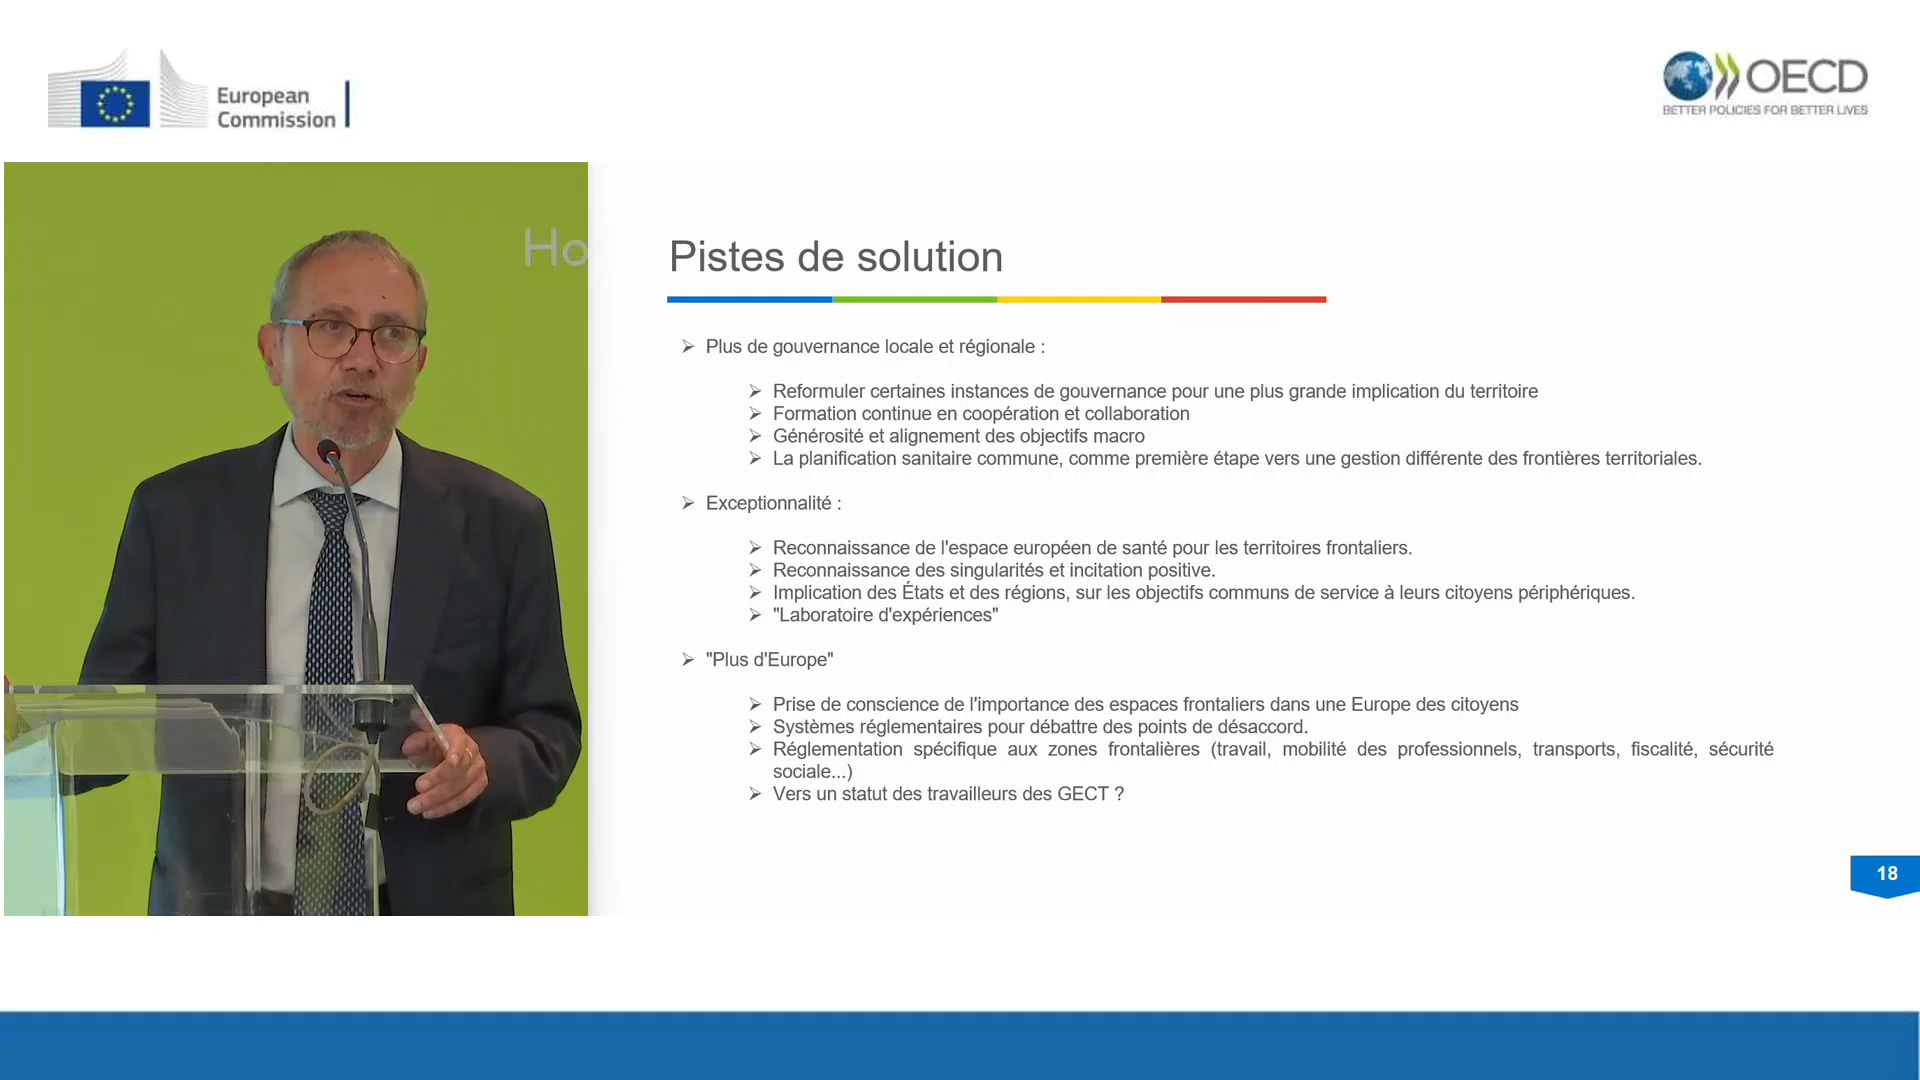 European
Commission
OECD
BETTER POLICIES FOR BETTER LIVES
Ho
Pistes de solution
Plus de gouvernance locale et régionale :
Reformuler certaines instances de gouvernance pour une plus grande implication du territoire
Formation continue en coopération et collaboration
Générosité et alignement des objectifs macro
La planification sanitaire commune, comme première étape vers une gestion différente des frontières territoriales.
Exceptionnalité :
Reconnaissance de l'espace européen de santé pour les territoires frontaliers.
Reconnaissance des singularités et incitation positive.
Implication des États et des régions, sur les objectifs communs de service à leurs citoyens périphériques.
"Laboratoire d'expériences"
"Plus d'Europe"
Prise de conscience de l'importance des espaces frontaliers dans une Europe des citoyens
Systèmes réglementaires pour débattre des points de désaccord.
Réglementation spécifique aux zones frontalières (travail, mobilité des professionnels, transports, fiscalité, sécurité
sociale...)
Vers un statut des travailleurs des GECT ?
18